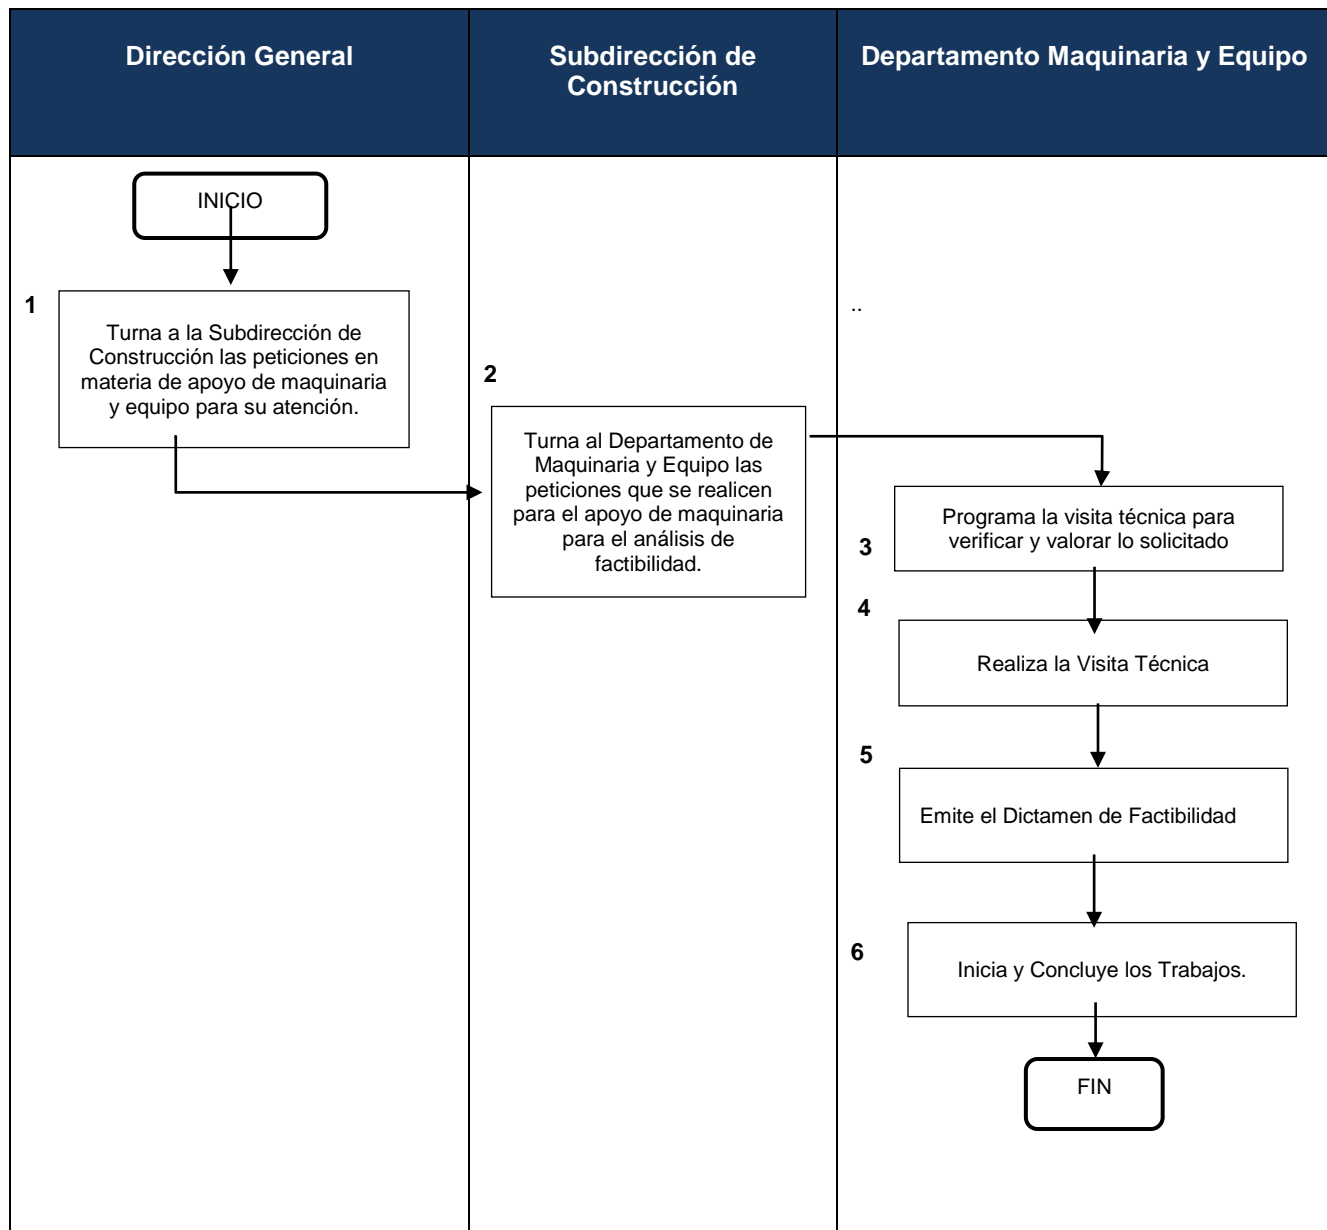 Dirección General
Subdirección de
Construcción
Departamento Maquinaria y Equipo
INICIO
1
Turna a la Subdirección de
Construcción las peticiones en
materia de apoyo de maquinaria
y equipo para su atención.
..
2
Turna al Departamento de
Maquinaria y Equipo las
peticiones que se realicen
para el apoyo de maquinaria
para el análisis de
factibilidad.
3
Programa la visita técnica para
verificar y valorar lo solicitado
4
Realiza la Visita Técnica
5
Emite el Dictamen de Factibilidad
6
Inicia y Concluye los Trabajos.
FIN